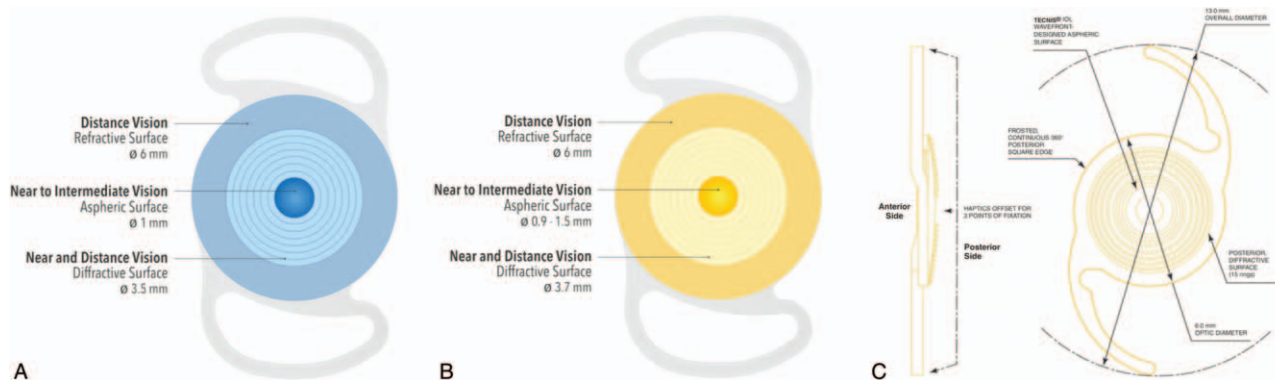 Distance Vision
Refractive Surface
ø 6 mm
Near to Intermediate Vision
Aspheric Surface
ø 1 mm
Near and Distance Vision
Diffractive Surface
ø 3.5 mm
A
Distance Vision
Refractive Surface
ø 6 mm
Near to Intermediate Vision
Aspheric Surface
ø 0.9 - 1.5 mm
Near and Distance Vision
Diffractive Surface
ø 3.7 mm
B
TECNIS® IOL
WAVEFRONT-
DESIGNED ASPHERIC
SURFACE
13.0 mm
OVERALL DIAMETER
FROSTED,
CONTINUOUS 360°
POSTERIOR
SQUARE EDGE
Anterior
Side
HAPTICS OFFSET FOR
3 POINTS OF FIXATION
Posterior
Side
POSTERIOR,
DIFFRACTIVE
SURFACE
(15 rings)
6.0 mm
OPTIC DIAMETER
C